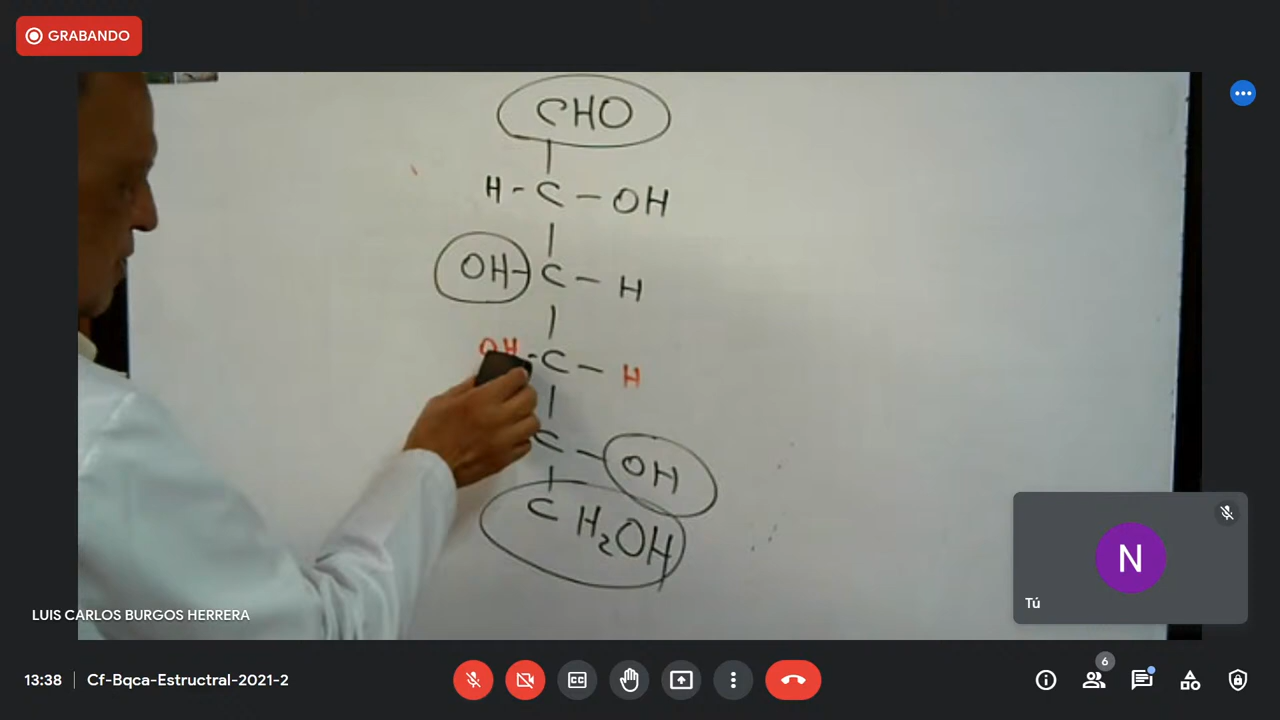 GRABANDO
CHO
H - C - OH
OH - C - H
OH - C - H
C - OH
CH₂OH
N
Tú
LUIS CARLOS BURGOS HERRERA
6
13:38 Cf-Bqca-Estructral-2021-2
CC